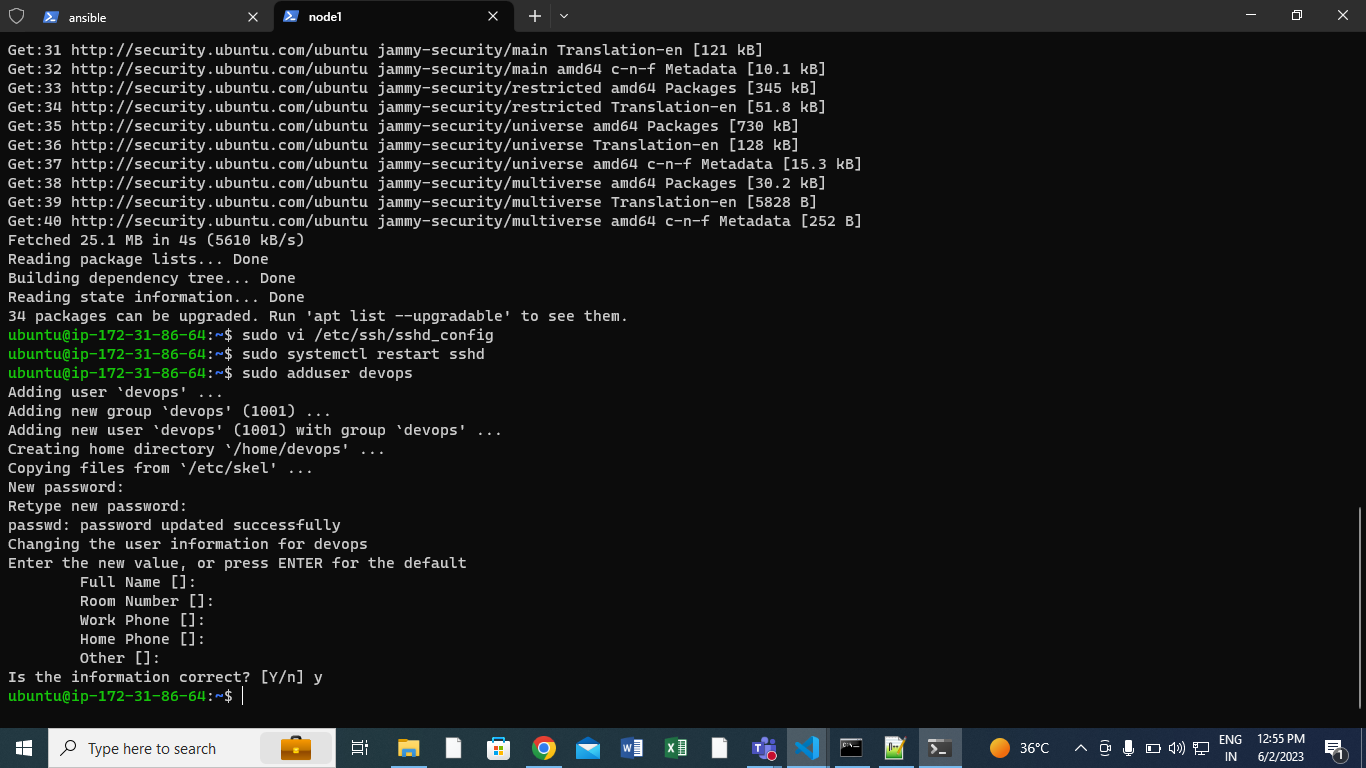 ansible
node1
Get:31 http://security.ubuntu.com/ubuntu jammy-security/main Translation-en [121 kB]
Get:32 http://security.ubuntu.com/ubuntu jammy-security/main amd64 c-n-f Metadata [10.1 kB]
Get:33 http://security.ubuntu.com/ubuntu jammy-security/restricted amd64 Packages [345 kB]
Get:34 http://security.ubuntu.com/ubuntu jammy-security/restricted Translation-en [51.8 kB]
Get:35 http://security.ubuntu.com/ubuntu jammy-security/universe amd64 Packages [730 kB]
Get:36 http://security.ubuntu.com/ubuntu jammy-security/universe Translation-en [128 kB]
Get:37 http://security.ubuntu.com/ubuntu jammy-security/universe amd64 c-n-f Metadata [15.3 kB]
Get:38 http://security.ubuntu.com/ubuntu jammy-security/multiverse amd64 Packages [30.2 kB]
Get:39 http://security.ubuntu.com/ubuntu jammy-security/multiverse Translation-en [5828 B]
Get:40 http://security.ubuntu.com/ubuntu jammy-security/multiverse amd64 c-n-f Metadata [252 B]
Fetched 25.1 MB in 4s (5610 kB/s)
Reading package lists... Done
Building dependency tree... Done
Reading state information... Done
34 packages can be upgraded. Run 'apt list --upgradable' to see them.
ubuntu@ip-172-31-86-64:~$ sudo vi /etc/ssh/sshd_config
ubuntu@ip-172-31-86-64:~$ sudo systemctl restart sshd
ubuntu@ip-172-31-86-64:~$ sudo adduser devops
Adding user `devops' ...
Adding new group `devops' (1001) ...
Adding new user `devops' (1001) with group `devops' ...
Creating home directory `/home/devops' ...
Copying files from `/etc/skel' ...
New password:
Retype new password:
passwd: password updated successfully
Changing the user information for devops
Enter the new value, or press ENTER for the default
        Full Name []:
        Room Number []:
        Work Phone []:
        Home Phone []:
        Other []:
Is the information correct? [Y/n] y
ubuntu@ip-172-31-86-64:~$
Type here to search
36°C
ENG
IN
12:55 PM
6/2/2023
1